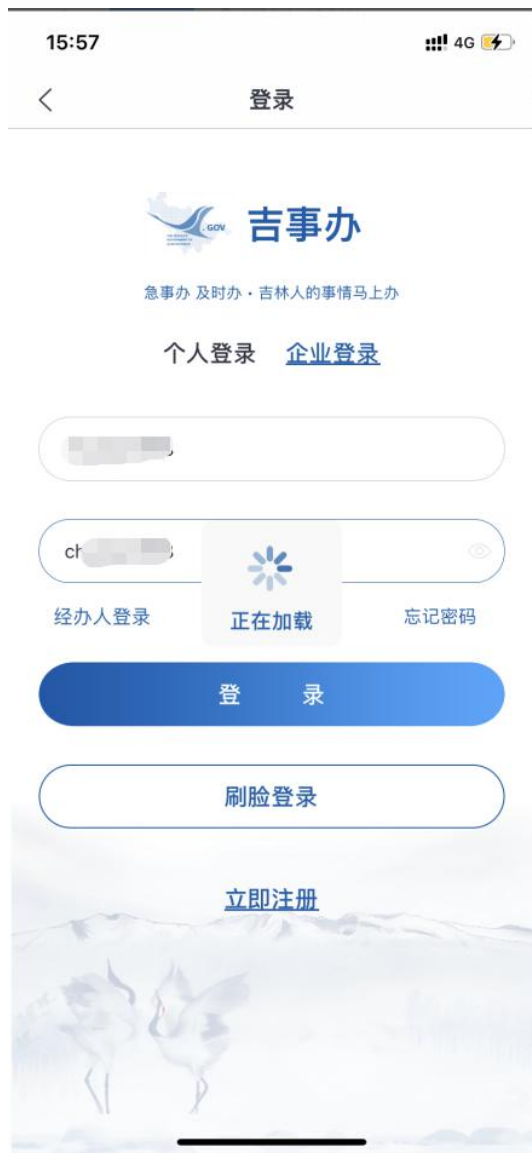 15:57 4G
登录
.GOV 吉事办
急事办 及时办·吉林人的事情马上办
个人登录 企业登录
正在加载
经办人登录 忘记密码
登 录
刷脸登录
立即注册